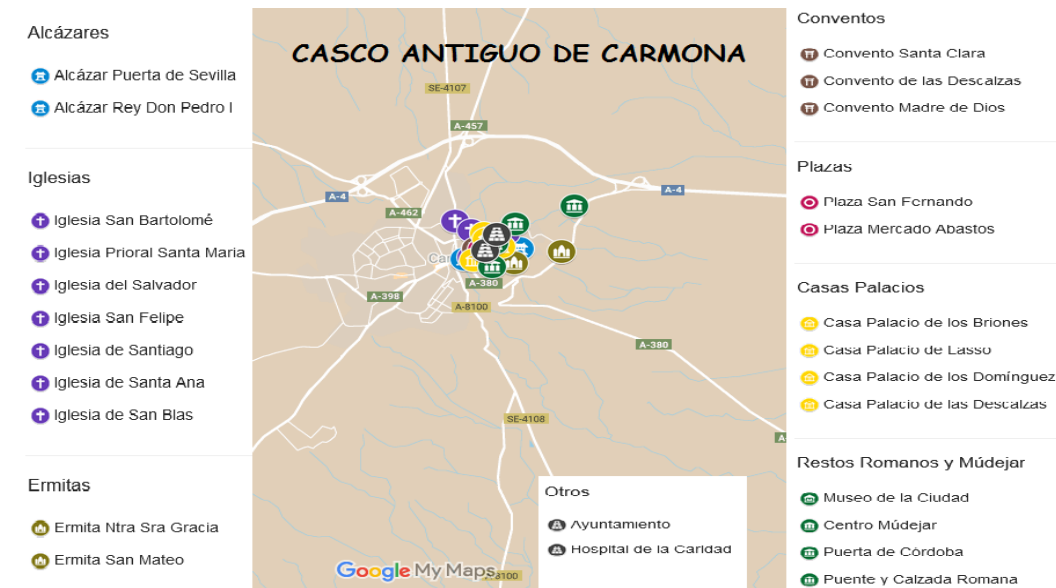 Alcázares
Alcázar Puerta de Sevilla
Alcázar Rey Don Pedro I
Iglesias
Iglesia San Bartolomé
Iglesia Prioral Santa Maria
Iglesia del Salvador
Iglesia San Felipe
Iglesia de Santiago
Iglesia de Santa Ana
Iglesia de San Blas
Ermitas
Ermita Ntra Sra Gracia
Ermita San Mateo
CASCO ANTIGUO DE CARMONA
SE-4107
A-457
A-4
A-4
A-462
Car
A-380
A-398
A-8100
A-380
SE-4108
A
Otros
Ayuntamiento
Hospital de la Caridad
Google My Maps
8100
Conventos
Convento Santa Clara
Convento de las Descalzas
Convento Madre de Dios
Plazas
Plaza San Fernando
Plaza Mercado Abastos
Casas Palacios
Casa Palacio de los Briones
Casa Palacio de Lasso
Casa Palacio de los Domínguez
Casa Palacio de las Descalzas
Restos Romanos y Múdejar
Museo de la Ciudad
Centro Múdejar
Puerta de Córdoba
Puente y Calzada Romana